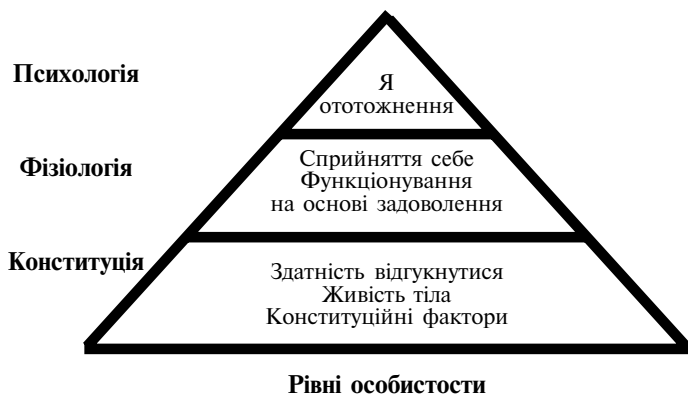 Психологія
Я
ототожнення
Фізіологія
Сприйняття себе
Функціонування
на основі задоволення
Конституція
Здатність відгукнутися
Живість тіла
Конституційні фактори
Рівні особистости